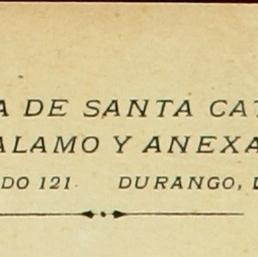 A DE SANTA CAT
ALAMO Y ANEXA
DO 121. DURANGO, D